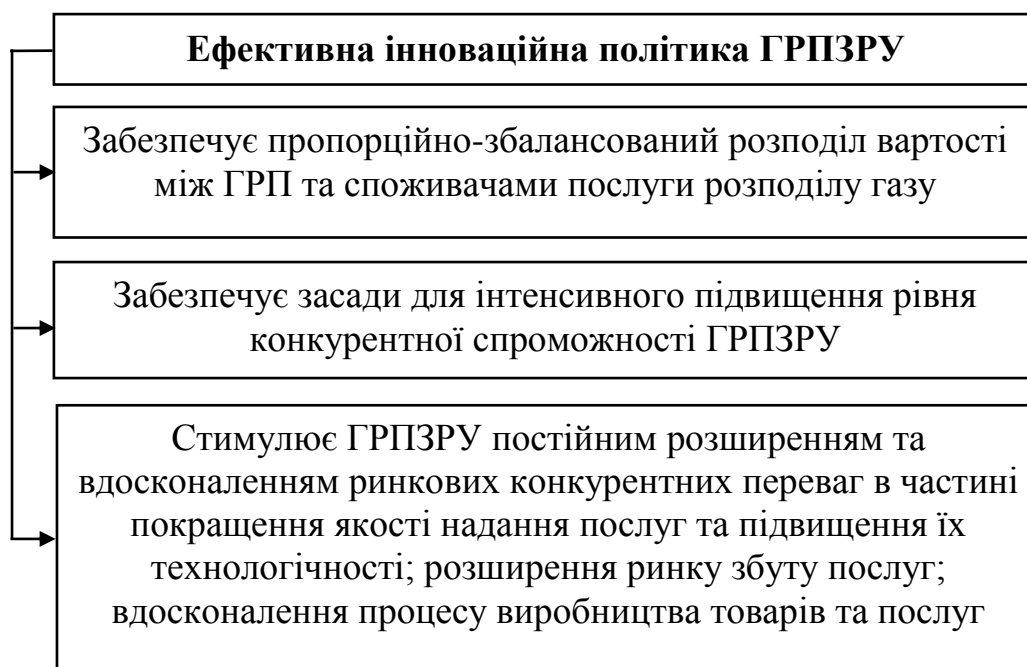 Ефективна інноваційна політика ГРПЗРУ
Забезпечує пропорційно-збалансований розподіл вартості
між ГРП та споживачами послуги розподілу газу
Забезпечує засади для інтенсивного підвищення рівня
конкурентної спроможності ГРПЗРУ
Стимулює ГРПЗРУ постійним розширенням та
вдосконаленням ринкових конкурентних переваг в частині
покращення якості надання послуг та підвищення їх
технологічності; розширення ринку збуту послуг;
вдосконалення процесу виробництва товарів та послуг